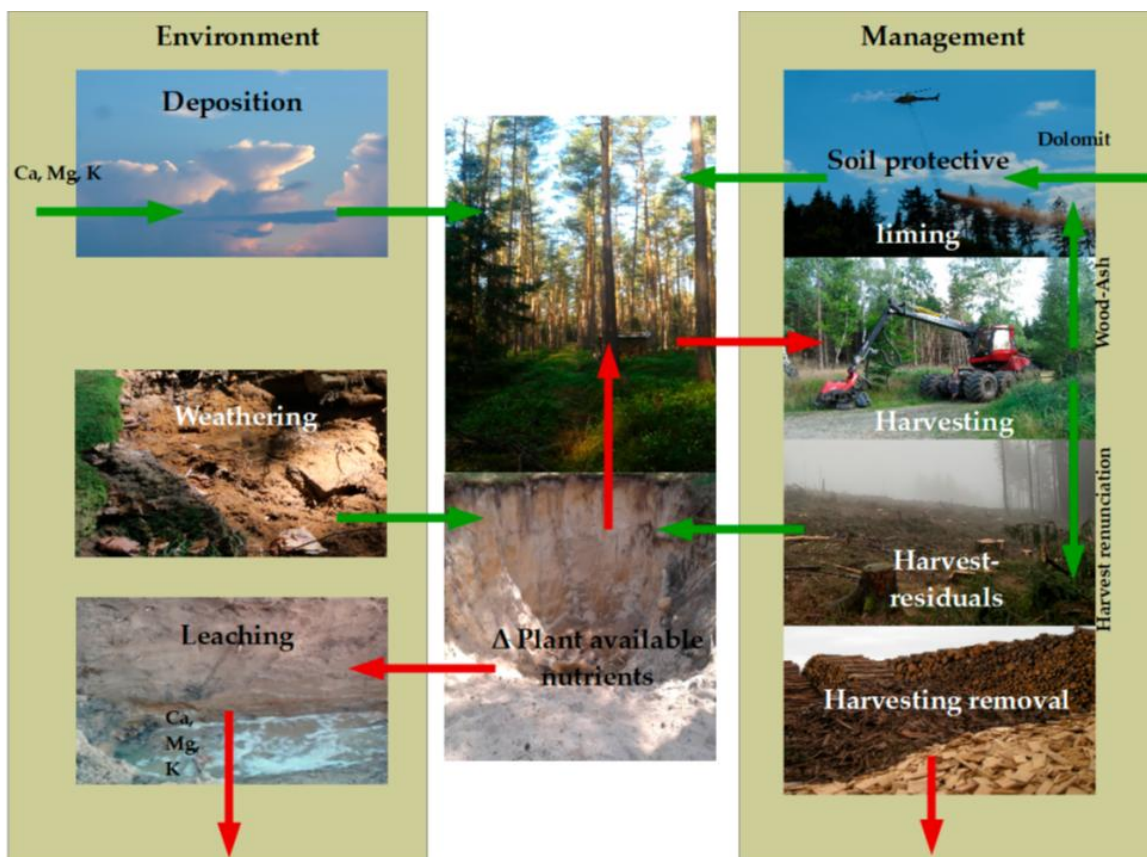 Environment
Deposition
Ca, Mg, K
Weathering
Leaching
Ca,
Mg,
K
Δ Plant available
nutrients
Management
Dolomit
Soil protective
liming
Wood-Ash
Harvesting
Harvest renunciation
Harvest-
residuals
Harvesting removal